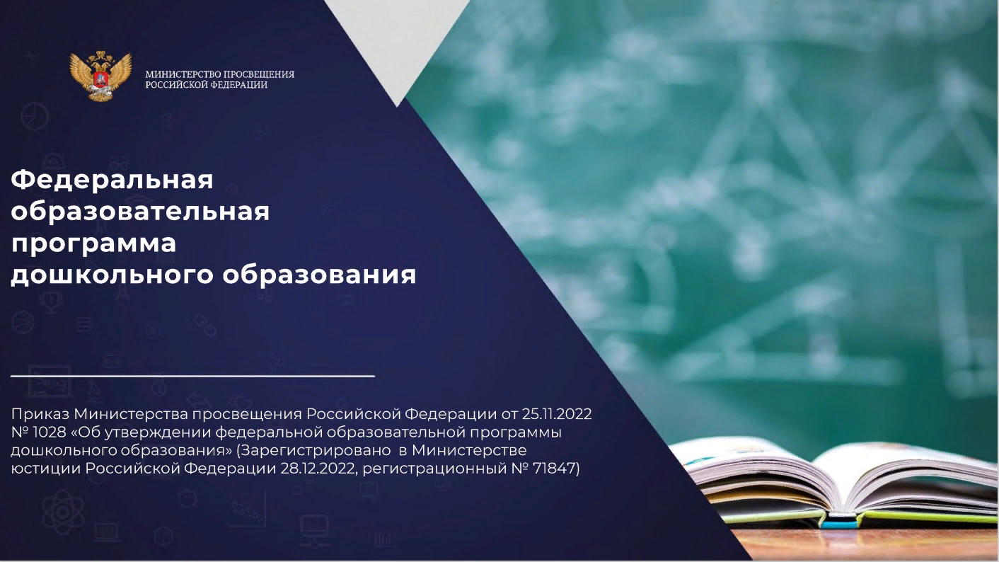 МИНИСТЕРСТВО ПРОСВЕЩЕНИЯ
РОССИЙСКОЙ ФЕДЕРАЦИИ
Федеральная
образовательная
программа
дошкольного образования
Приказ Министерства просвещения Российской Федерации от 25.11.2022
№ 1028 «Об утверждении федеральной образовательной программы
дошкольного образования» (Зарегистрировано в Министерстве
юстиции Российской Федерации 28.12.2022, регистрационный № 71847)